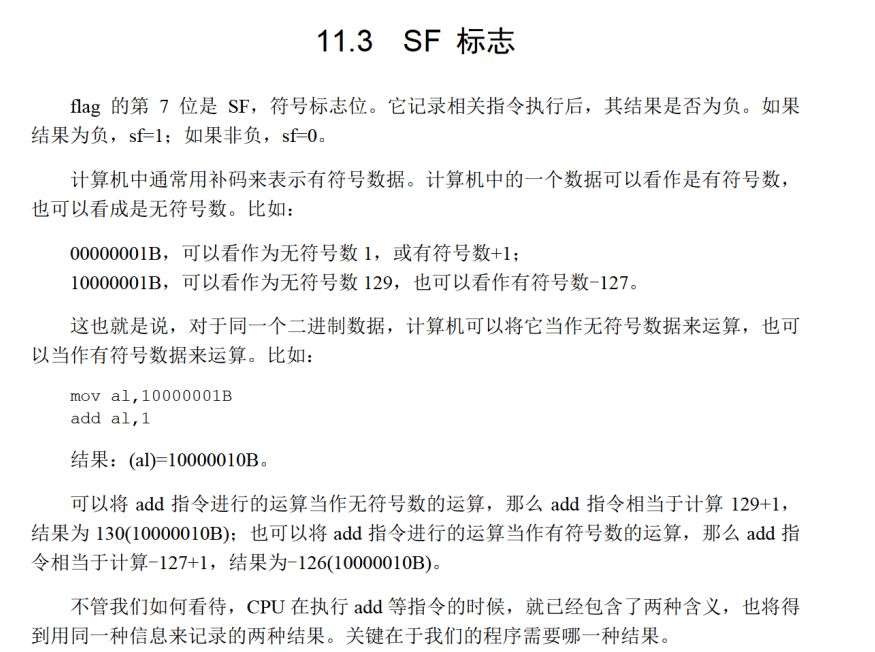 11.3 SF 标志
flag 的第 7 位是 SF，符号标志位。它记录相关指令执行后，其结果是否为负。如果
结果为负，sf=1；如果非负，sf=0。
计算机中通常用补码来表示有符号数据。计算机中的一个数据可以看作是有符号数，
也可以看成是无符号数。比如：
00000001B，可以看作为无符号数 1，或有符号数+1；
10000001B，可以看作为无符号数 129，也可以看作有符号数-127。
这也就是说，对于同一个二进制数据，计算机可以将它当作无符号数据来运算，也可
以当作有符号数据来运算。比如：
mov al,10000001B
add al,1
结果：(al)=10000010B。
可以将 add 指令进行的运算当作无符号数的运算，那么 add 指令相当于计算 129+1，
结果为 130(10000010B)；也可以将 add 指令进行的运算当作有符号数的运算，那么 add 指
令相当于计算-127+1，结果为-126(10000010B)。
不管我们如何看待，CPU 在执行 add 等指令的时候，就已经包含了两种含义，也将得
到用同一种信息来记录的两种结果。关键在于我们的程序需要哪一种结果。